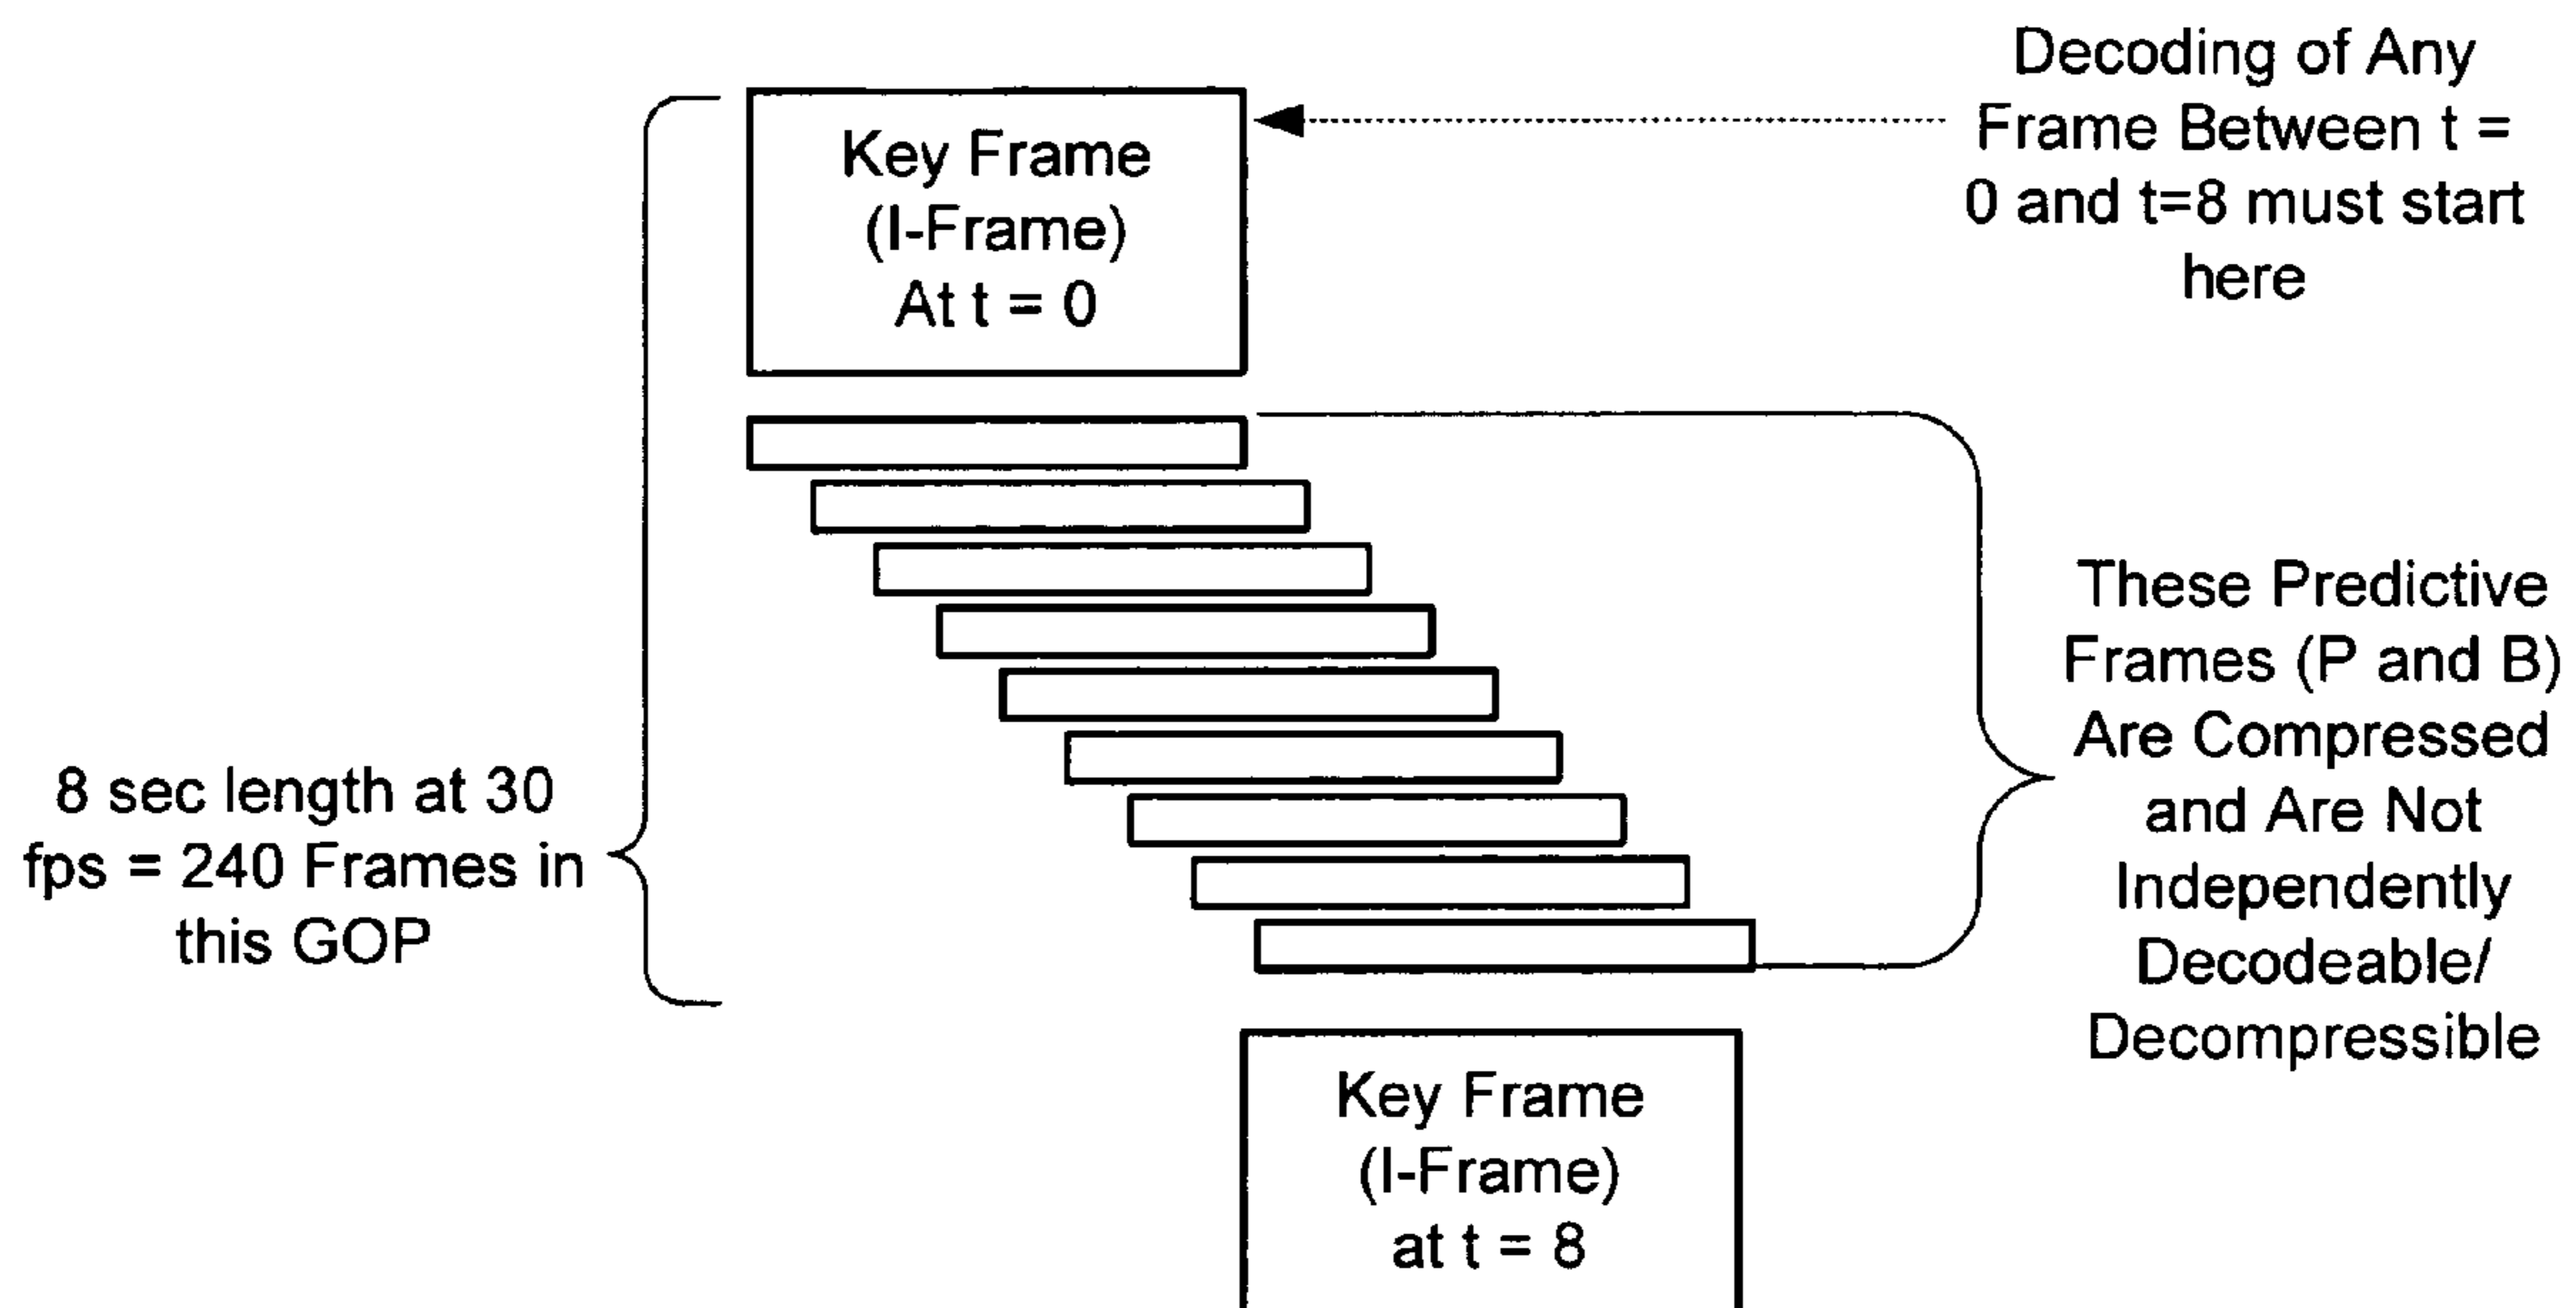 Decoding of Any
Frame Between t =
0 and t=8 must start
here
Key Frame
(I-Frame)
At t = 0
8 sec length at 30
fps = 240 Frames in
this GOP
These Predictive
Frames (P and B)
Are Compressed
and Are Not
Independently
Decodeable/
Decompressible
Key Frame
(I-Frame)
at t = 8